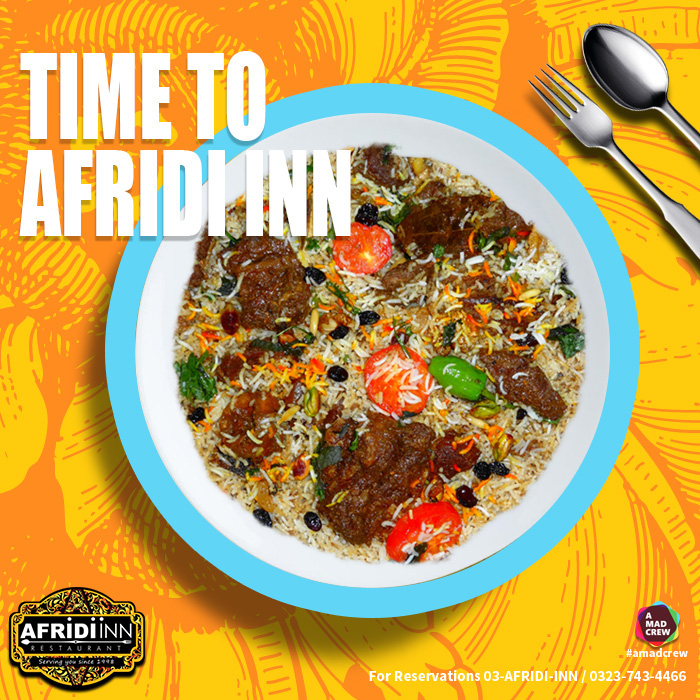 TIME TO
AFRIDI INN
AFRiDi iNN
RESTAURANT
Serving you since 1998
A
MAD
CREW
#amadcrew
For Reservations 03-AFRIDI-INN / 0323-743-4466